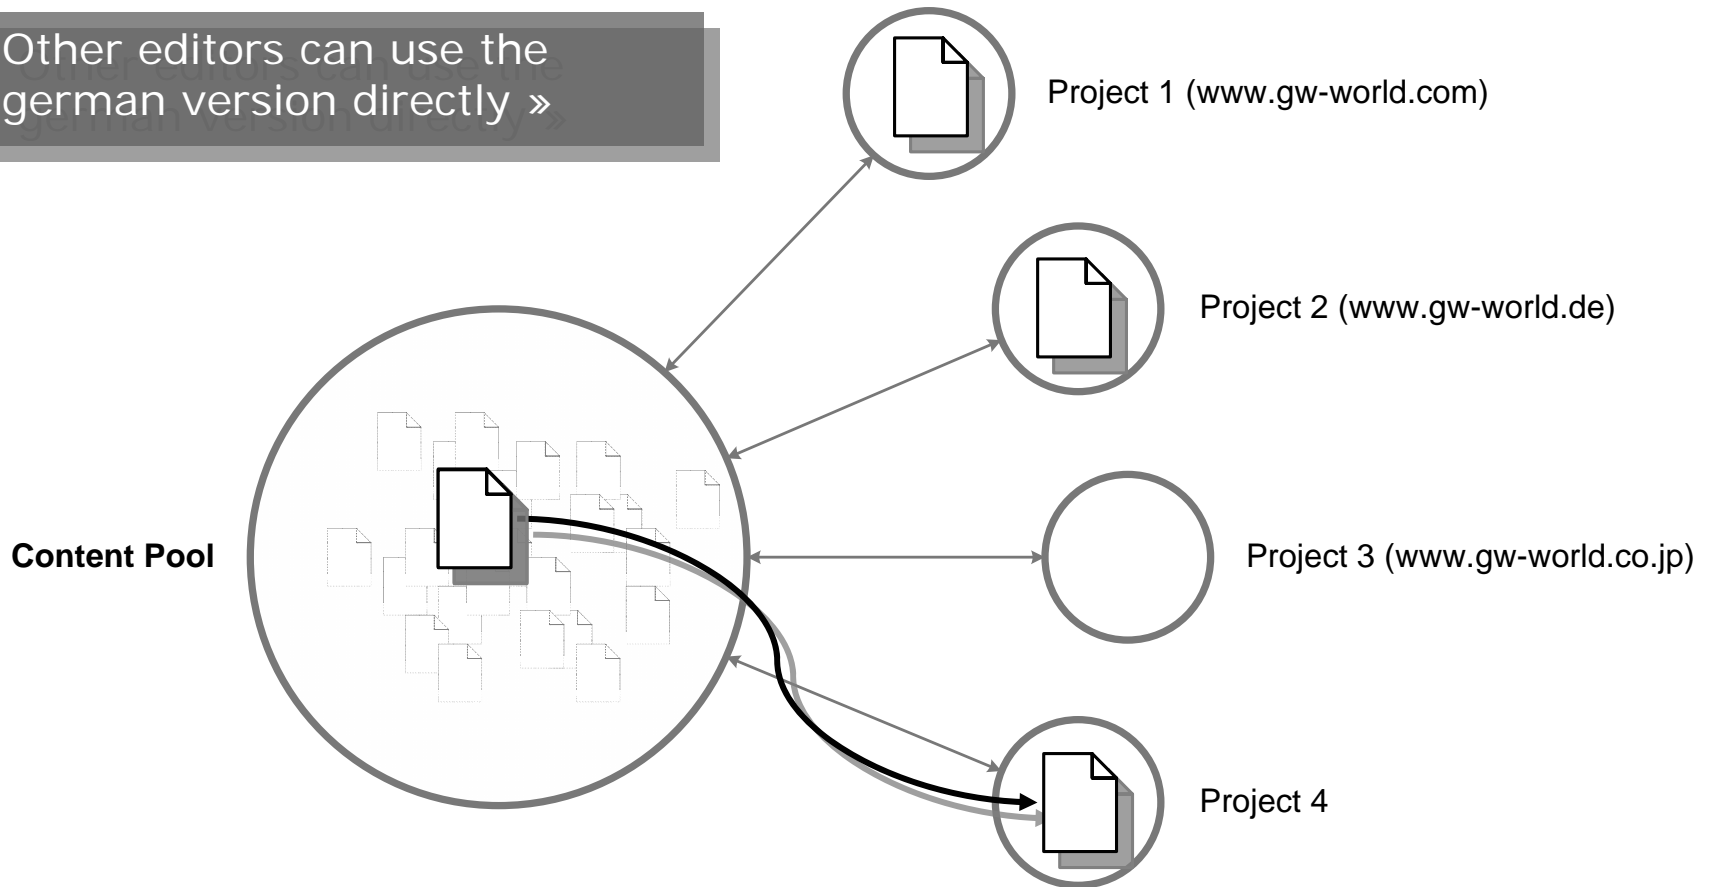 Other editors can use the
german version directly »
Project 1 (www.gw-world.com)
Project 2 (www.gw-world.de)
Content Pool
Project 3 (www.gw-world.co.jp)
Project 4